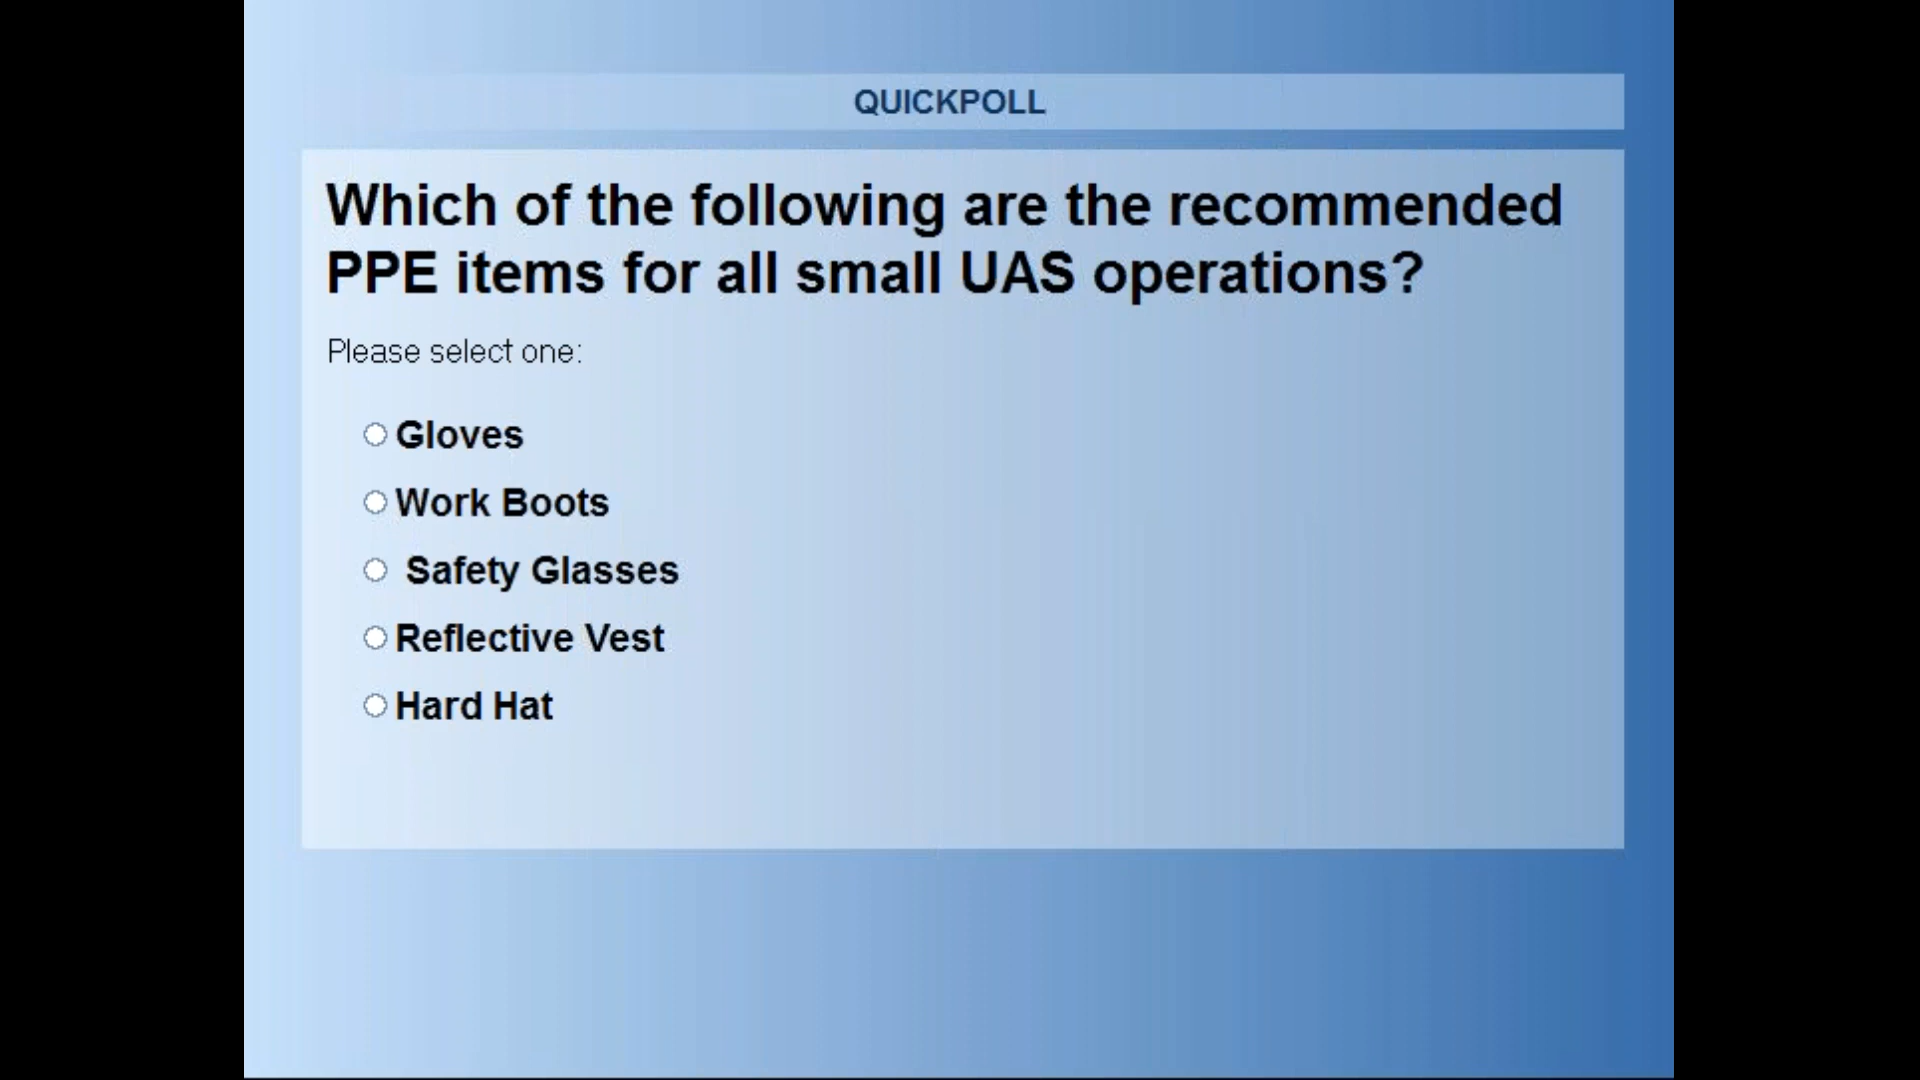 QUICKPOLL
Which of the following are the recommended
PPE items for all small UAS operations?
Please select one:
Gloves
Work Boots
Safety Glasses
Reflective Vest
Hard Hat